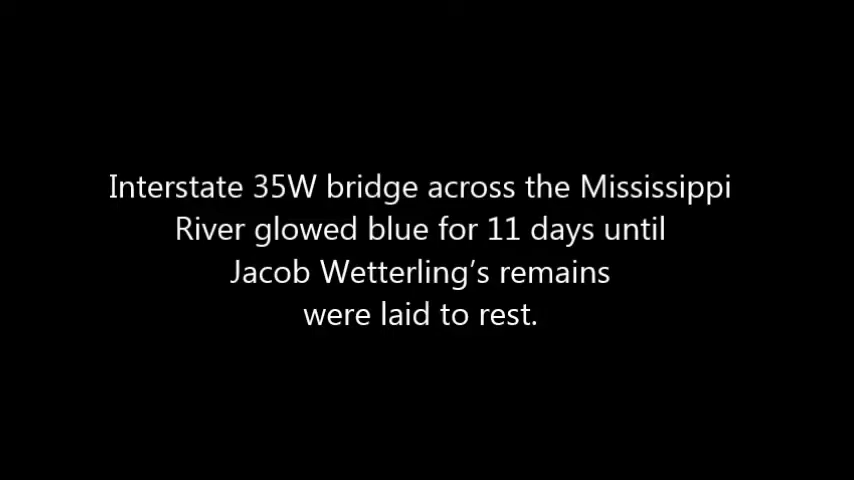 Interstate 35W bridge across the Mississippi
River glowed blue for 11 days until
Jacob Wetterling’s remains
were laid to rest.